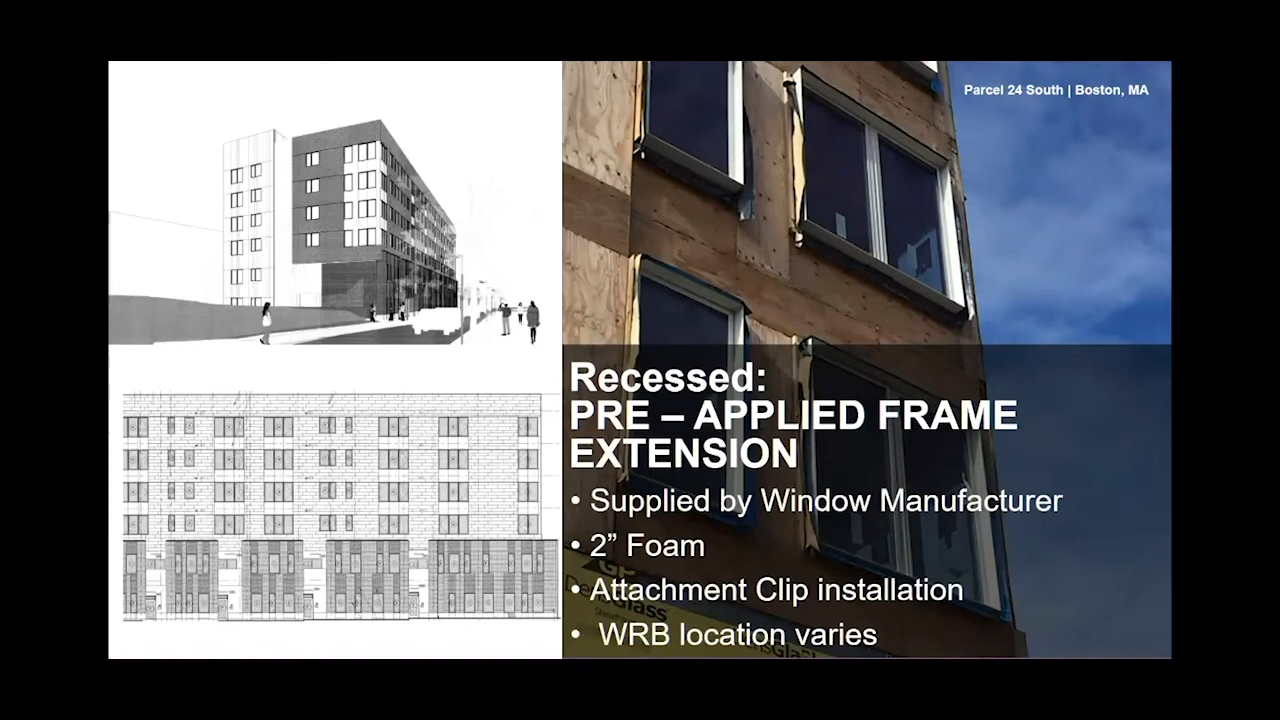 Parcel 24 South | Boston, MA
Recessed:
PRE – APPLIED FRAME
EXTENSION
• Supplied by Window Manufacturer
• 2” Foam
• Attachment Clip installation
• WRB location varies